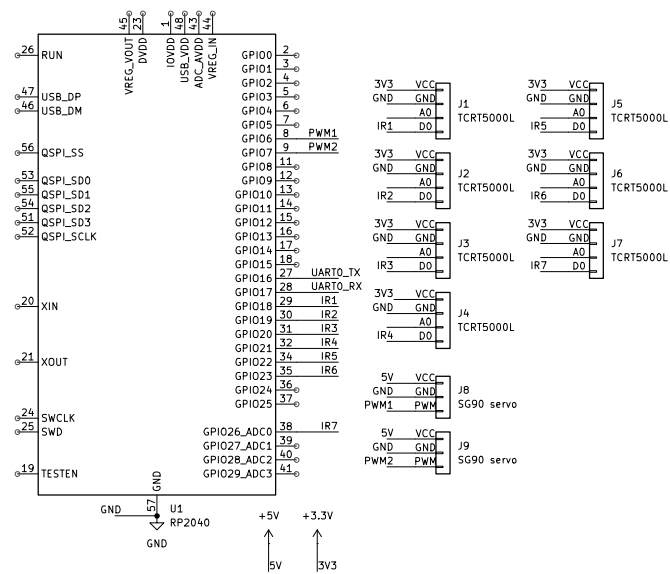 45 VREG_VOUT
23 DVDD
1 IOVDD
48 USB_VDD
43 ADC_AVDD
44 VREG_IN
26 RUN
47 USB_DP
46 USB_DM
56 QSPI_SS
53 QSPI_SD0
55 QSPI_SD1
54 QSPI_SD2
51 QSPI_SD3
52 QSPI_SCLK
20 XIN
21 XOUT
24 SWCLK
25 SWD
19 TESTEN
GPIO0 2
GPIO1 3
GPIO2 4
GPIO3 5
GPIO4 6
GPIO5 7
GPIO6 8 PWM1
GPIO7 9 PWM2
GPIO8 11
GPIO9 12
GPIO10 13
GPIO11 14
GPIO12 15
GPIO13 16
GPIO14 17
GPIO15 18
GPIO16 27 UART0_TX
GPIO17 28 UART0_RX
GPIO18 29 IR1
GPIO19 30 IR2
GPIO20 31 IR3
GPIO21 32 IR4
GPIO22 34 IR5
GPIO23 35 IR6
GPIO24 36
GPIO25 37
GPIO26_ADC0 38 IR7
GPIO27_ADC1 39
GPIO28_ADC2 40
GPIO29_ADC3 41
GND 57
U1
RP2040
GND
GND
+5V
5V
+3.3V
3V3
3V3 VCC
GND GND
A0
IR1 D0
J1
TCRT5000L
3V3 VCC
GND GND
A0
IR2 D0
J2
TCRT5000L
3V3 VCC
GND GND
A0
IR3 D0
J3
TCRT5000L
3V3 VCC
GND GND
A0
IR4 D0
J4
TCRT5000L
5V VCC
GND GND
PWM1 PWM
J8
SG90 servo
5V VCC
GND GND
PWM2 PWM
J9
SG90 servo
3V3 VCC
GND GND
A0
IR5 D0
J5
TCRT5000L
3V3 VCC
GND GND
A0
IR6 D0
J6
TCRT5000L
3V3 VCC
GND GND
A0
IR7 D0
J7
TCRT5000L